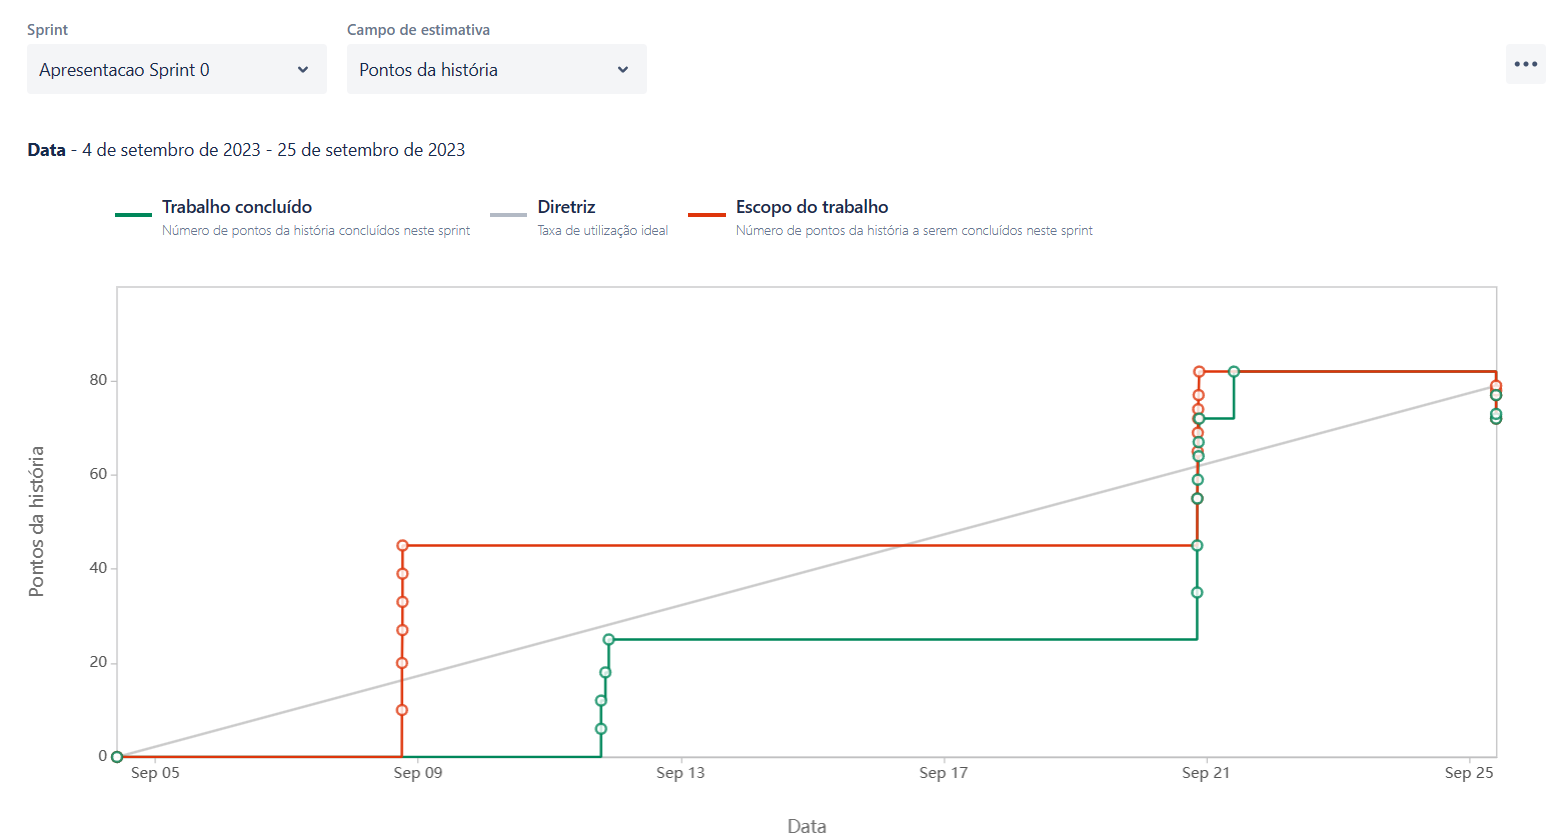 Sprint
Campo de estimativa
Apresentacao Sprint 0
Pontos da história
Data - 4 de setembro de 2023 - 25 de setembro de 2023
Trabalho concluído
Número de pontos da história concluídos neste sprint
Diretriz
Taxa de utilização ideal
Escopo do trabalho
Número de pontos da história a serem concluídos neste sprint
Pontos da história
80
60
40
20
0
Sep 05
Sep 09
Sep 13
Sep 17
Sep 21
Sep 25
Data